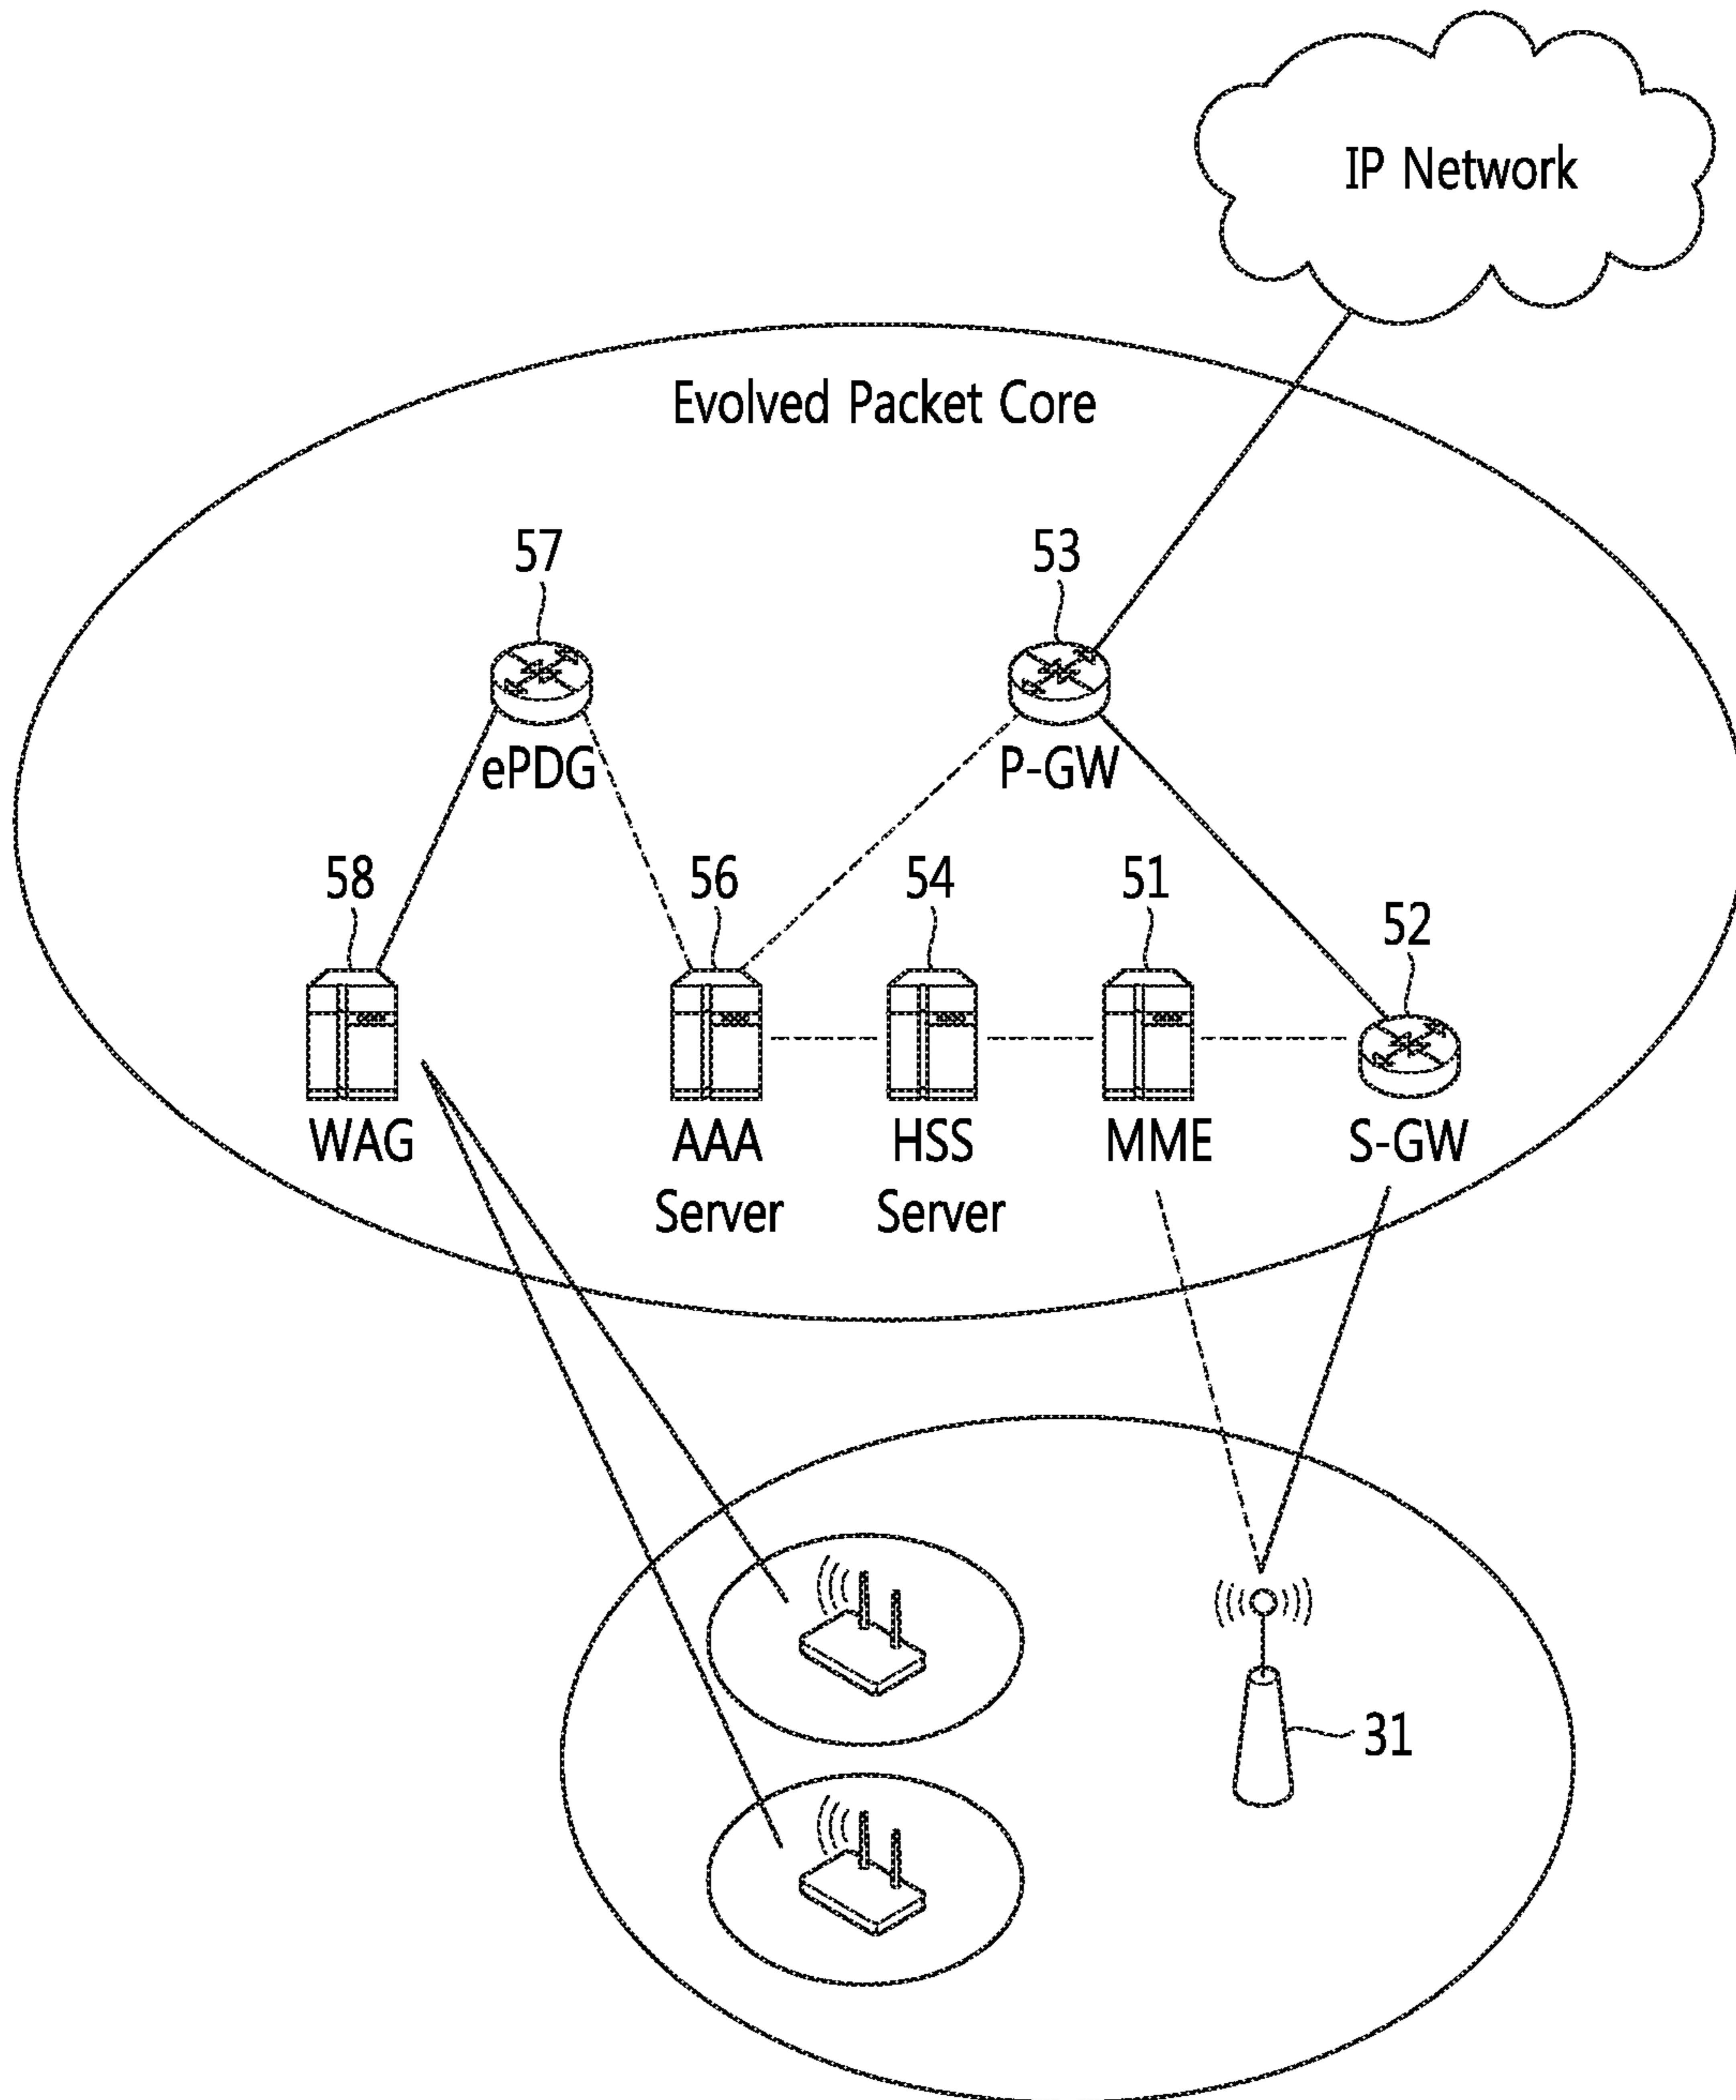 IP Network
Evolved Packet Core
57
53
ePDG
P-GW
58
56
54
51
52
WAG
AAA
Server
HSS
Server
MME
S-GW
31